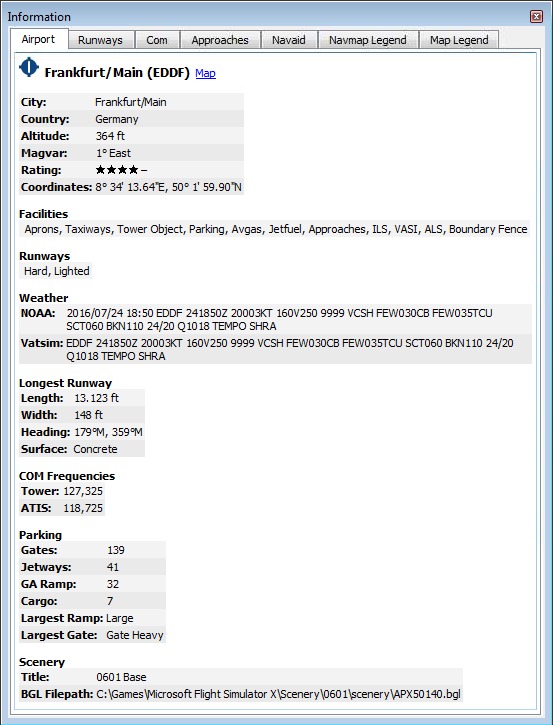 Information
Airport Runways Com Approaches Navaid Navmap Legend Map Legend
Frankfurt/Main (EDDF) Map
City: Frankfurt/Main
Country: Germany
Altitude: 364 ft
Magvar: 1° East
Rating: ★★★★−
Coordinates: 8° 34' 13.64"E, 50° 1' 59.90"N
Facilities
Aprons, Taxiways, Tower Object, Parking, Avgas, Jetfuel, Approaches, ILS, VASI, ALS, Boundary Fence
Runways
Hard, Lighted
Weather
NOAA: 2016/07/24 18:50 EDDF 241850Z 20003KT 160V250 9999 VCSH FEW030CB FEW035TCU
SCT060 BKN110 24/20 Q1018 TEMPO SHRA
Vatsim: EDDF 241850Z 20003KT 160V250 9999 VCSH FEW030CB FEW035TCU SCT060 BKN110 24/20
Q1018 TEMPO SHRA
Longest Runway
Length: 13.123 ft
Width: 148 ft
Heading: 179°M, 359°M
Surface: Concrete
COM Frequencies
Tower: 127,325
ATIS: 118,725
Parking
Gates: 139
Jetways: 41
GA Ramp: 32
Cargo: 7
Largest Ramp: Large
Largest Gate: Gate Heavy
Scenery
Title: 0601 Base
BGL Filepath: C:\Games\Microsoft Flight Simulator X\Scenery\0601\scenery\APX50140.bgl